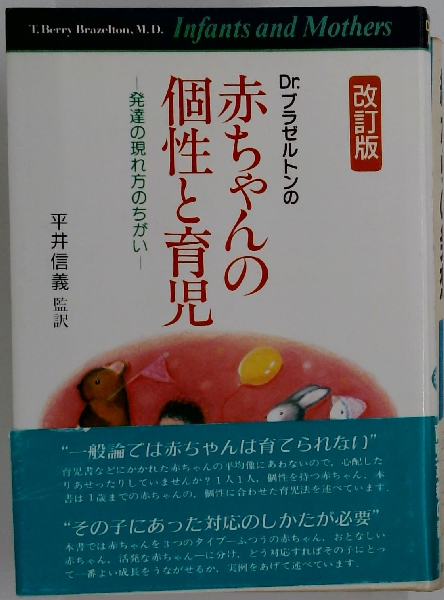 T. Berry Brazelton, M. D. Infants and Mothers
改訂版
Dr. ブラゼルトンの
赤ちゃんの
個性と育児
―発達の現れ方のちがい―
平井信義 監訳
“一般論では赤ちゃんは育てられない”
育児書などにかかれた赤ちゃんの平均像にあわないので、心配した
りあせったりしていませんか？1人1人、個性を持つ赤ちゃん。本
書は1歳までの赤ちゃんの、個性に合わせた育児法を述べています。
“その子にあった対応のしかたが必要”
本書では赤ちゃんを3つのタイプ―ふつうの赤ちゃん、おとなしい
赤ちゃん、活発な赤ちゃん―に分け、どう対応すればその子にとっ
て一番よい成長をうながせるか、実例をあげて述べています。